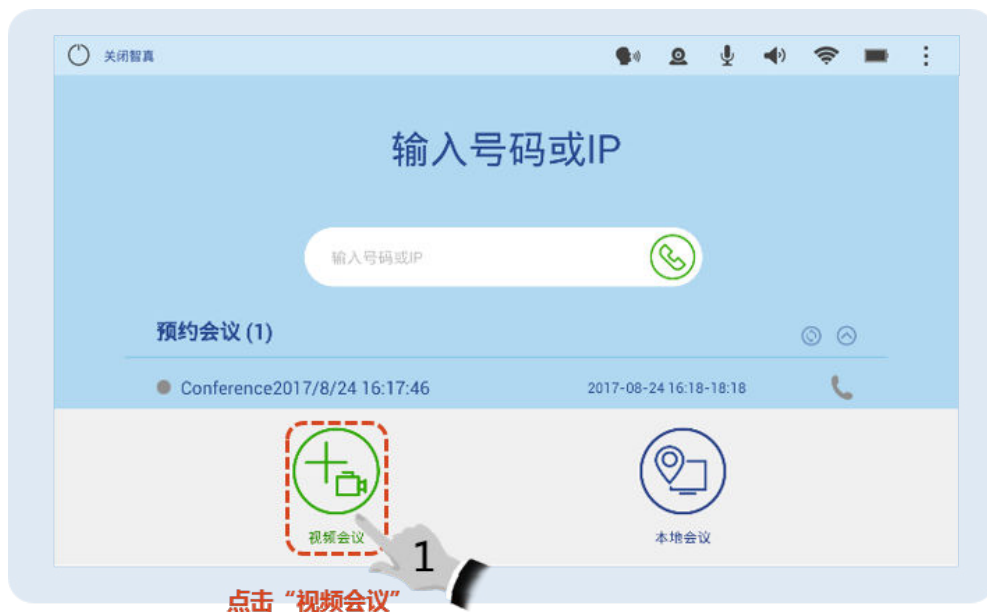 关闭智真
输入号码或IP
输入号码或IP
预约会议 (1)
Conference2017/8/24 16:17:46 2017-08-24 16:18-18:18
视频会议 本地会议
1
点击“视频会议”